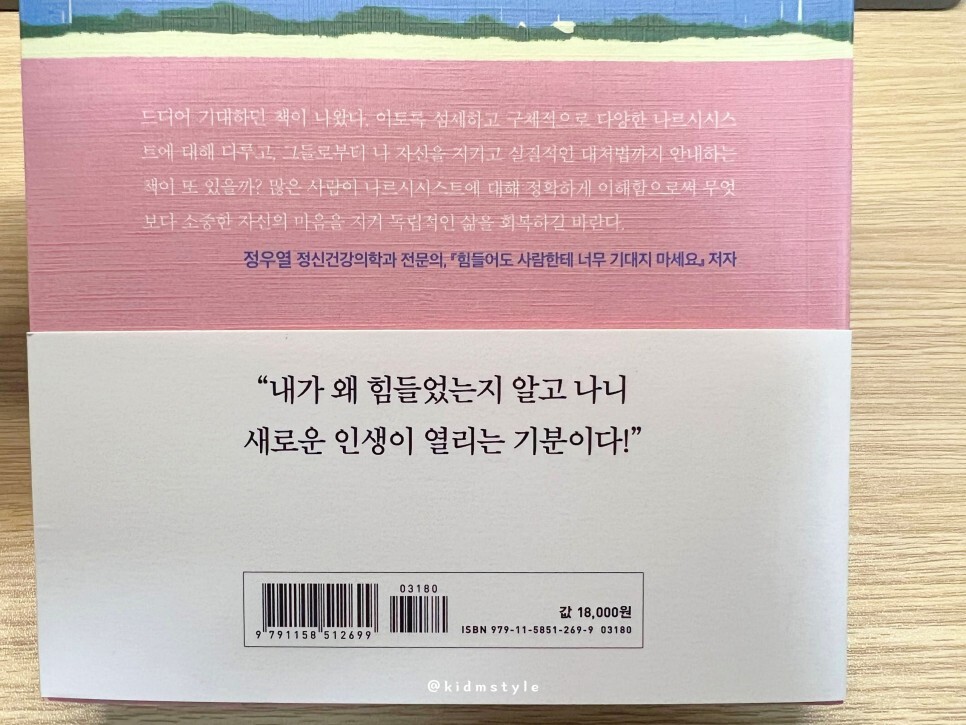 드디어 기대하던 책이 나왔다. 이토록 섬세하고 구체적으로 다양한 나르시시스
트에 대해 다루고, 그들로부터 나 자신을 지키고 실질적인 대처법까지 안내하는
책이 또 있을까? 많은 사람이 나르시시스트에 대해 정확하게 이해함으로써 무엇
보다 소중한 자신의 마음을 지켜 독립적인 삶을 회복하길 바란다.
정우열 정신건강의학과 전문의, 『힘들어도 사람한테 너무 기대지 마세요』 저자
“내가 왜 힘들었는지 알고 나니
새로운 인생이 열리는 기분이다!”
03180
값 18,000원
9 791158 512699
ISBN 979-11-5851-269-9 03180
@kidmstyle